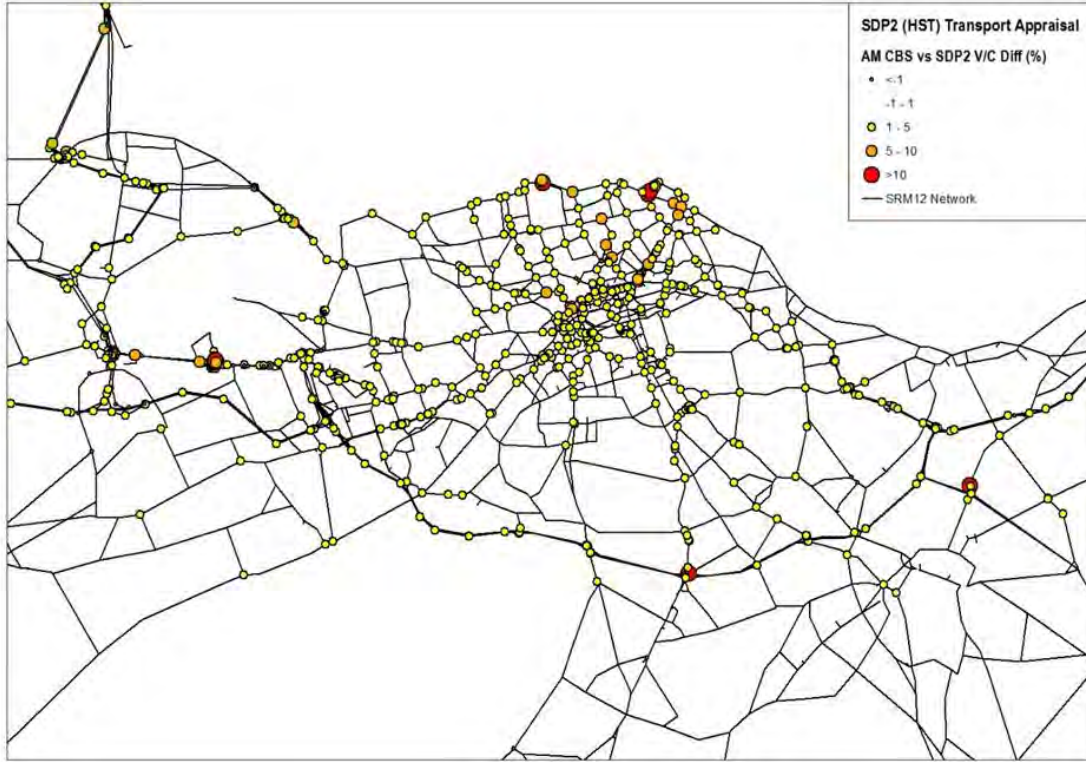 SDP2 (HST) Transport Appraisal
AM CBS vs SDP2 V/C Diff (%)
<-1
-1 - 1
1 - 5
5 - 10
>10
SRM12 Network